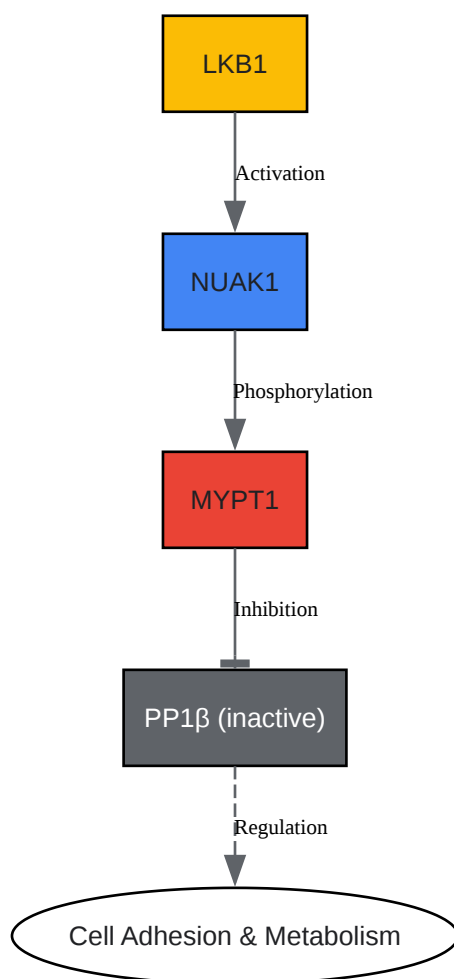 LKB1
Activation
NUAK1
Phosphorylation
MYPT1
Inhibition
PP1β (inactive)
Regulation
Cell Adhesion & Metabolism